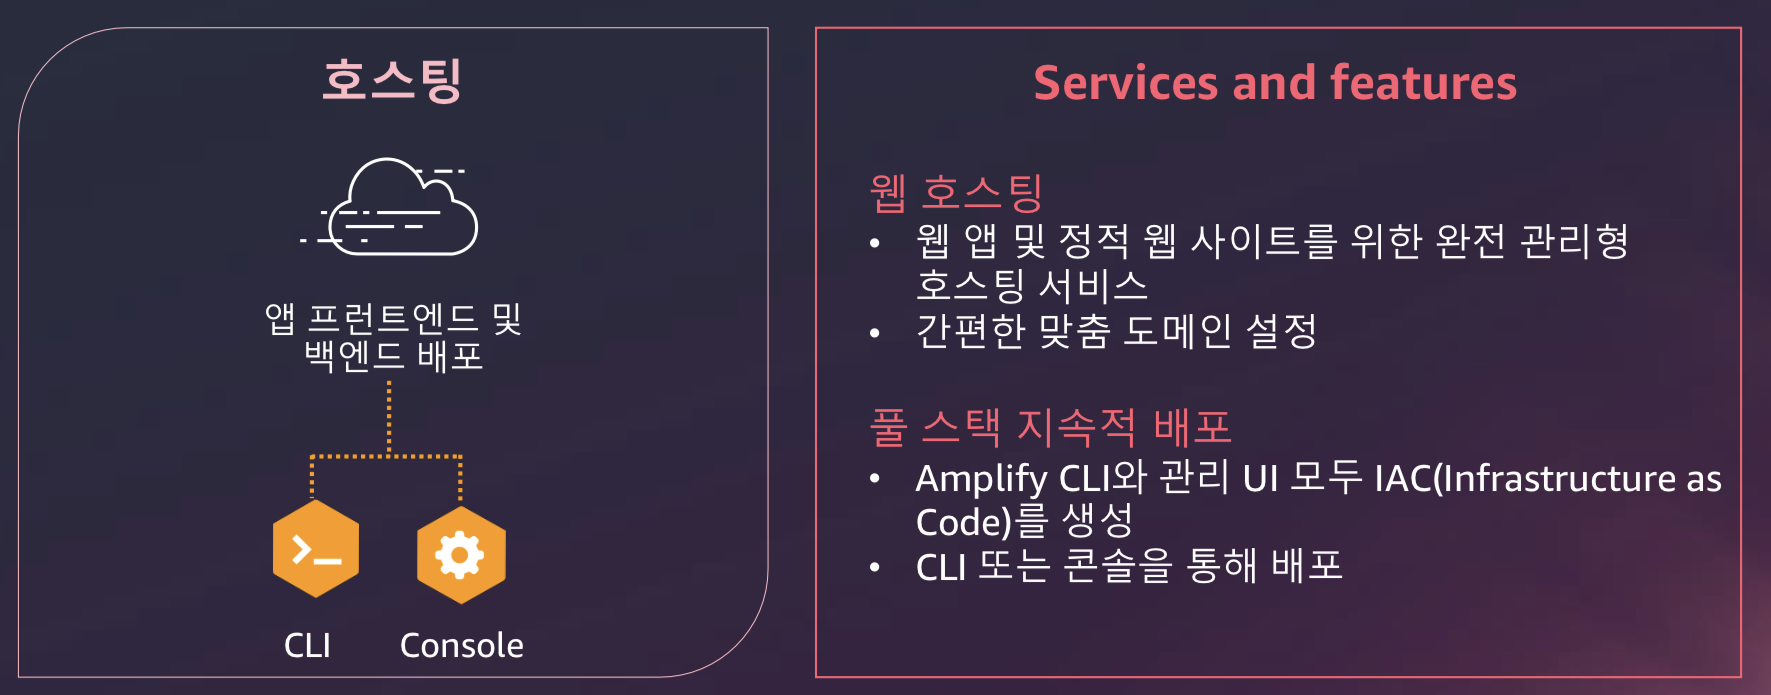 호스팅
앱 프런트엔드 및
백엔드 배포
CLI
Console
Services and features
웹 호스팅
• 웹 앱 및 정적 웹 사이트를 위한 완전 관리형
호스팅 서비스
• 간편한 맞춤 도메인 설정
풀 스택 지속적 배포
• Amplify CLI와 관리 UI 모두 IAC(Infrastructure as
Code)를 생성
• CLI 또는 콘솔을 통해 배포